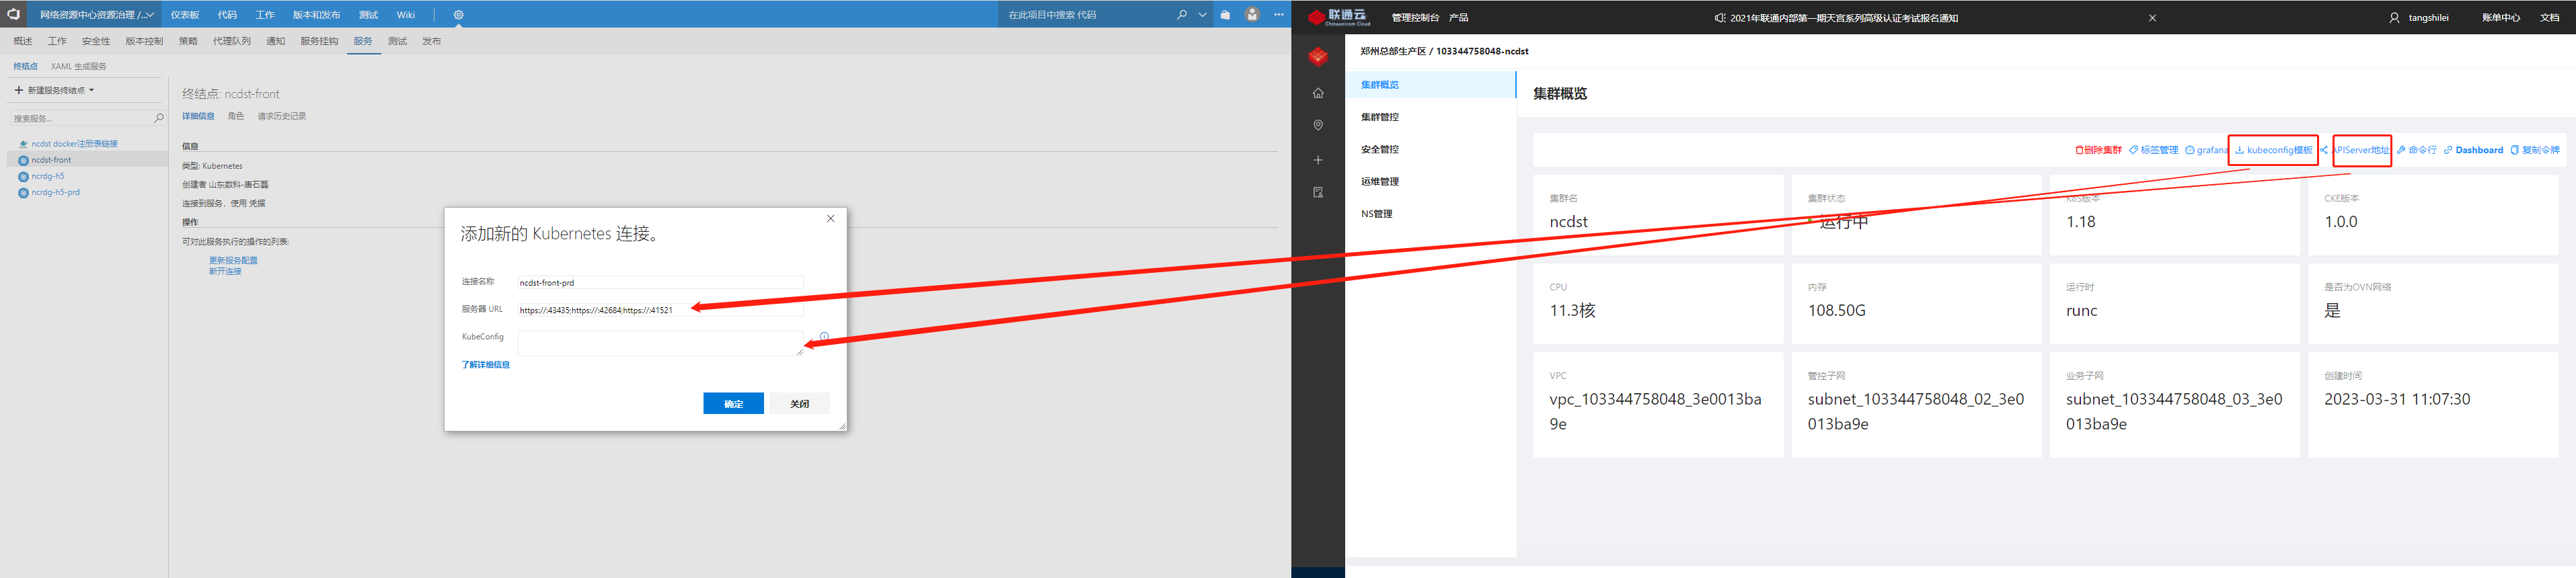 网络资源中心资源治理 /... 仪表板 代码 工作 版本和发布 测试 Wiki 在此项目中搜索 代码
概述 工作 安全性 版本控制 策略 代理队列 通知 服务挂构 服务 测试 发布
终结点 XAML 生成服务
新建服务终结点
搜索服务...
ncdst docker注册表链接
ncdst-front
ncrdg-h5
ncrdg-h5-prd
终结点: ncdst-front
详细信息 角色 请求历史记录
信息
类型: Kubernetes
创建者 山东数科-唐石磊
连接到服务，使用 凭据
操作
可对此服务执行的操作的列表:
更新服务配置
断开连接
添加新的 Kubernetes 连接。
连接名称 ncdst-front-prd
服务器 URL https://:43435;https://:42684;https://:41521
KubeConfig
了解详细信息
确定 关闭
联通云 管理控制台 产品 2021年联通内部第一期天宫系列高级认证考试报名通知 tangshilei 账单中心 文档
Chinaunicom Cloud
郑州总部生产区 / 103344758048-ncdst
集群概览
集群管控
安全管控
运维管理
NS管理
集群概览
删除集群 标签管理 grafana kubeconfig模板 APIServer地址 命令行 Dashboard 复制令牌
集群名
ncdst
集群状态
运行中
K8S版本
1.18
CKE版本
1.0.0
CPU
11.3核
内存
108.50G
运行时
runc
是否为OVN网络
是
VPC
vpc_103344758048_3e0013ba
9e
管控子网
subnet_103344758048_02_3e0
013ba9e
业务子网
subnet_103344758048_03_3e0
013ba9e
创建时间
2023-03-31 11:07:30